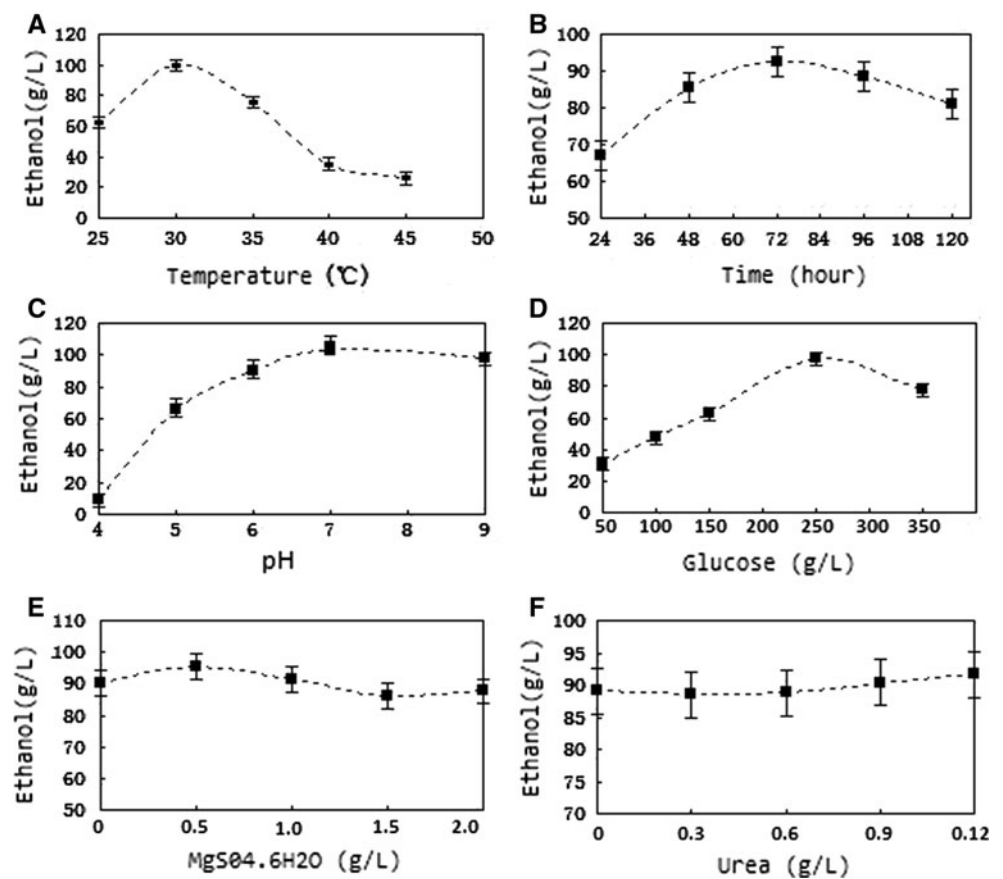 A
Ethanol(g/L)
120
100
80
60
40
20
0
25 30 35 40 45 50
Temperature (℃)
B
Ethanol(g/L)
100
90
80
70
60
50
24 36 48 60 72 84 96 108 120
Time (hour)
C
Ethanol(g/L)
120
100
80
60
40
20
0
4 5 6 7 8 9
pH
D
Ethanol(g/L)
120
100
80
60
40
20
0
50 100 150 200 250 300 350
Glucose (g/L)
E
Ethanol(g/L)
110
100
90
80
70
60
50
0 0.5 1.0 1.5 2.0
MgS04.6H2O (g/L)
F
Ethanol(g/L)
100
95
90
85
80
75
70
0 0.3 0.6 0.9 0.12
Urea (g/L)